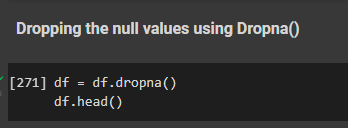 Dropping the null values using Dropna()
[271] df = df.dropna()
df.head()